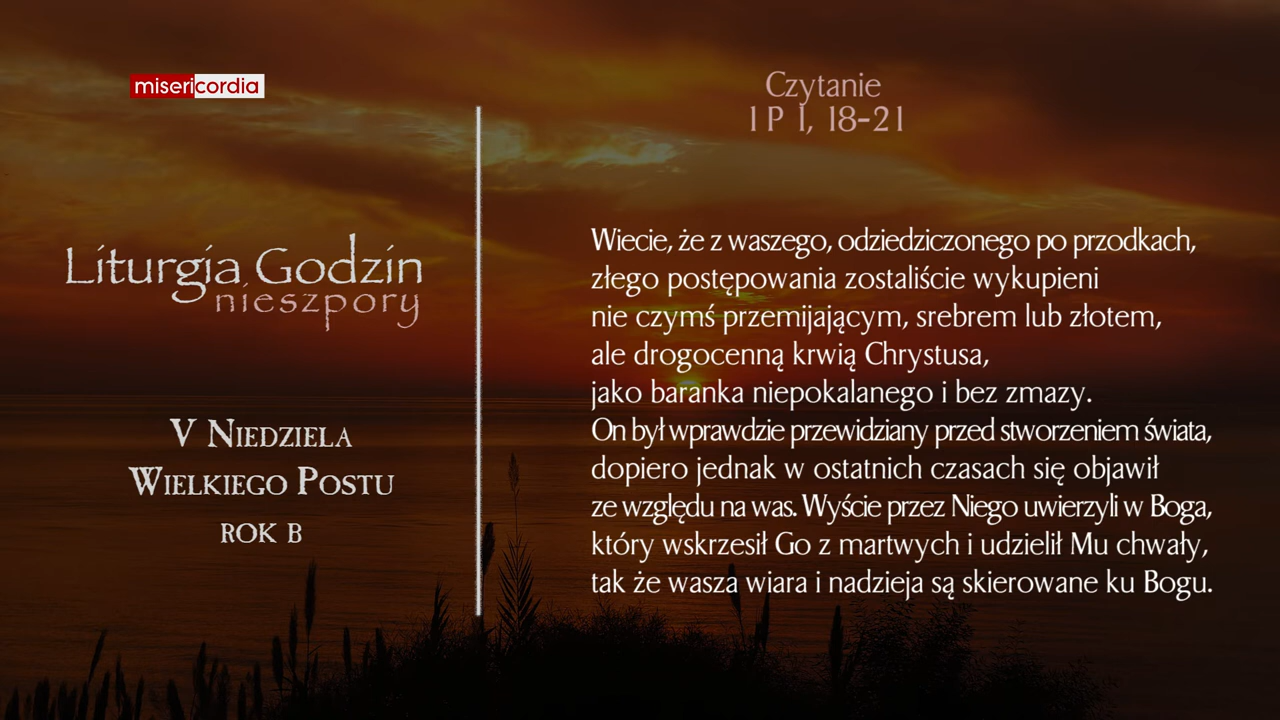 misericordia
Liturgia Godzin
nieszpory
V Niedziela
Wielkiego Postu
rok B
Czytanie
1 P 1, 18-21
Wiecie, że z waszego, odziedziczonego po przodkach,
złego postępowania zostaliście wykupieni
nie czymś przemijającym, srebrem lub złotem,
ale drogocenną krwią Chrystusa,
jako baranka niepokalanego i bez zmazy.
On był wprawdzie przewidziany przed stworzeniem świata,
dopiero jednak w ostatnich czasach się objawił
ze względu na was. Wyście przez Niego uwierzyli w Boga,
który wskrzesił Go z martwych i udzielił Mu chwały,
tak że wasza wiara i nadzieja są skierowane ku Bogu.